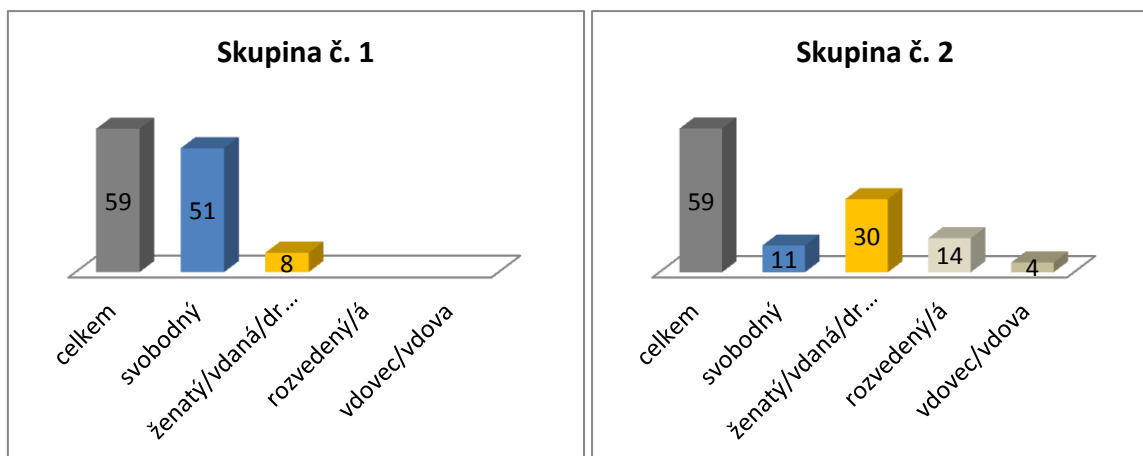 Skupina č. 1
59
51
8
celkem
svobodný
ženatý/vdaná/dr...
rozvedený/á
vdovec/vdova
Skupina č. 2
59
11
30
14
4
celkem
svobodný
ženatý/vdaná/dr...
rozvedený/á
vdovec/vdova